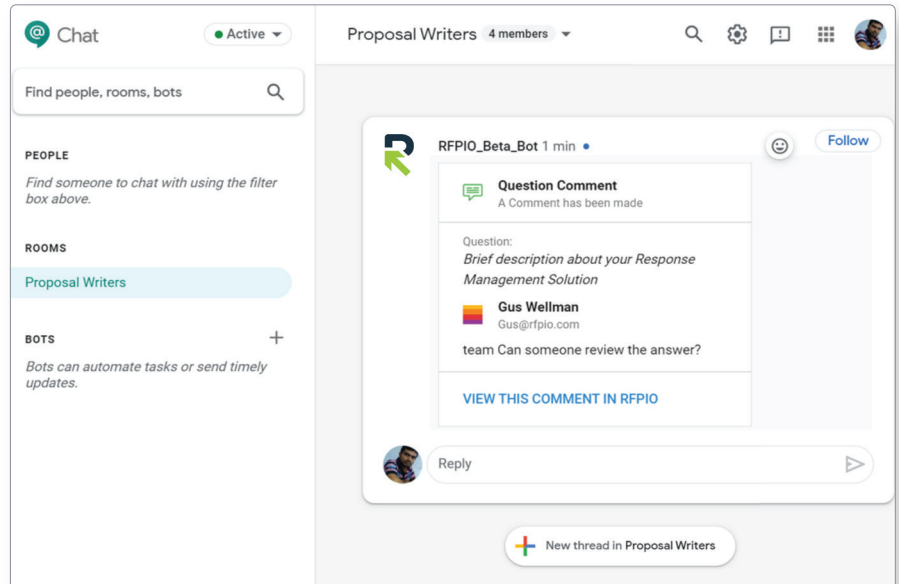 Chat
Active
Proposal Writers 4 members
Find people, rooms, bots
PEOPLE
Find someone to chat with using the filter
box above.
ROOMS
Proposal Writers
BOTS
Bots can automate tasks or send timely
updates.
RFPIO_Beta_Bot 1 min
Follow
Question Comment
A Comment has been made
Question:
Brief description about your Response
Management Solution
Gus Wellman
Gus@rfpio.com
team Can someone review the answer?
VIEW THIS COMMENT IN RFPIO
Reply
New thread in Proposal Writers